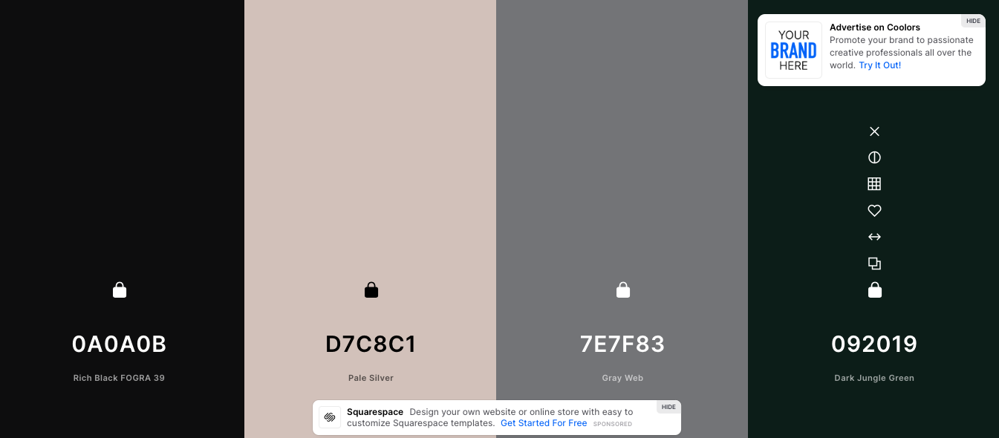 HIDE
YOUR
BRAND
HERE
Advertise on Coolors
Promote your brand to passionate
creative professionals all over the
world. Try It Out!
0A0A0B
Rich Black FOGRA 39
D7C8C1
Pale Silver
7E7F83
Gray Web
092019
Dark Jungle Green
Squarespace Design your own website or online store with easy to
customize Squarespace templates. Get Started For Free SPONSORED
HIDE